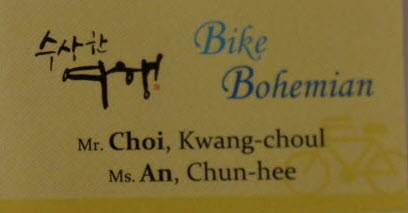 수상한
여행
Bike
Bohemian
Mr. Choi, Kwang-choul
Ms. An, Chun-hee